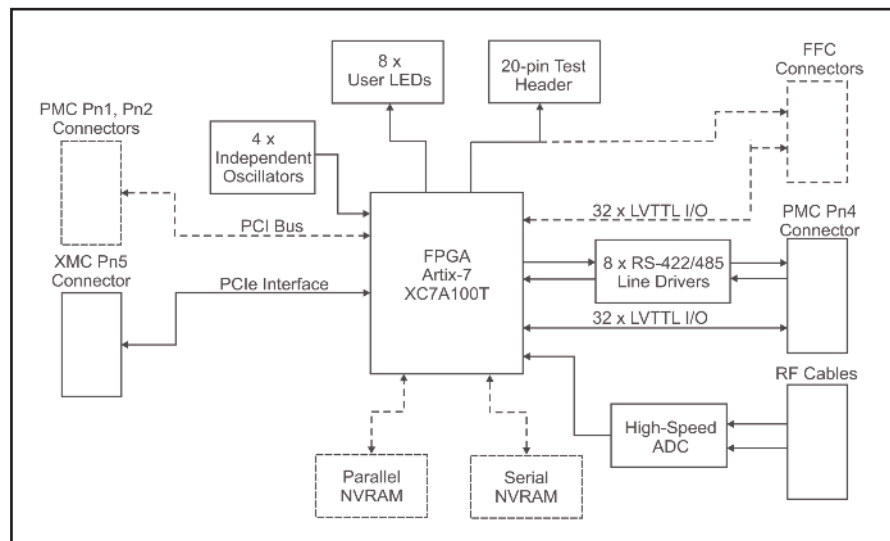 8 x
User LEDs
20-pin Test
Header
FFC
Connectors
PMC Pn1, Pn2
Connectors
4 x
Independent
Oscillators
32 x LVTTL I/O
PMC Pn4
Connector
PCI Bus
FPGA
Artix-7
XC7A100T
8 x RS-422/485
Line Drivers
XMC Pn5
Connector
PCIe Interface
32 x LVTTL I/O
RF Cables
High-Speed
ADC
Parallel
NVRAM
Serial
NVRAM